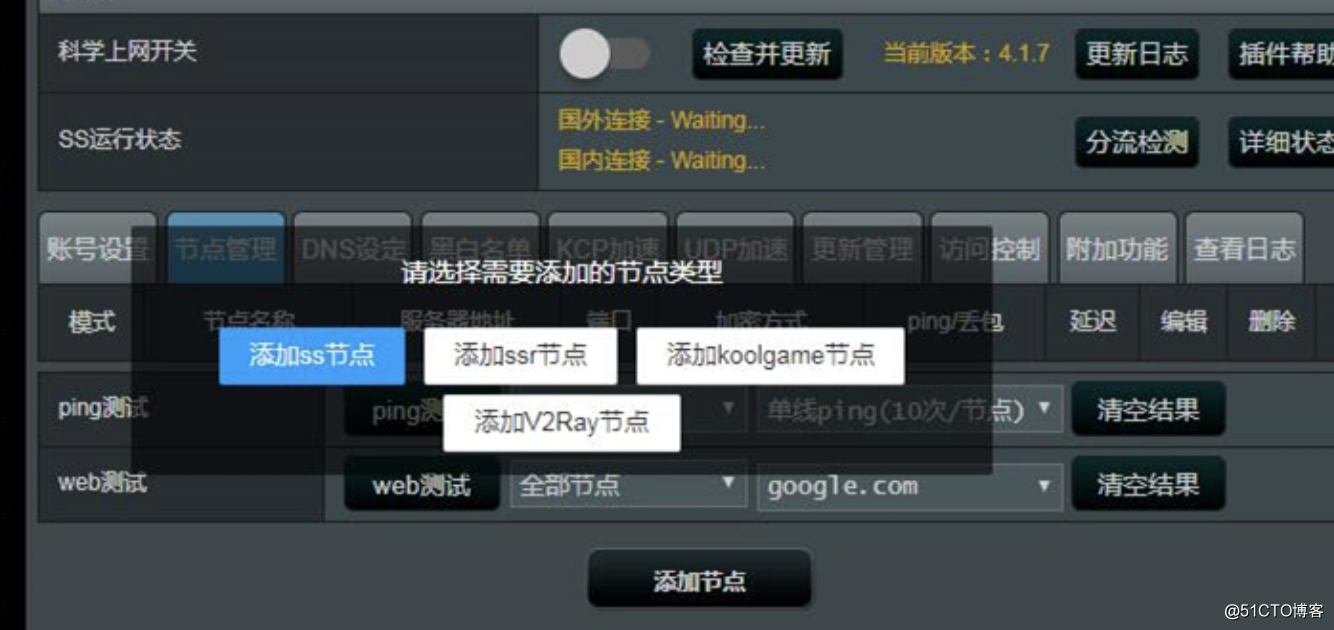 科学上网开关 检查并更新 当前版本：4.1.7 更新日志 插件帮助
SS运行状态
国外连接 - Waiting...
国内连接 - Waiting...
分流检测 详细状态
账号设置 节点管理 DNS设定 黑白名单 KCP加速 UDP加速 更新管理 访问控制 附加功能 查看日志
请选择需要添加的节点类型
模式 节点名称 服务器地址 端口 加密方式 ping/丢包 延迟 编辑 删除
添加ss节点 添加ssr节点 添加koolgame节点
ping测试 ping测 单线ping(10次/节点) 清空结果
添加V2Ray节点
web测试 web测试 全部节点 google.com 清空结果
添加节点
@51CTO博客